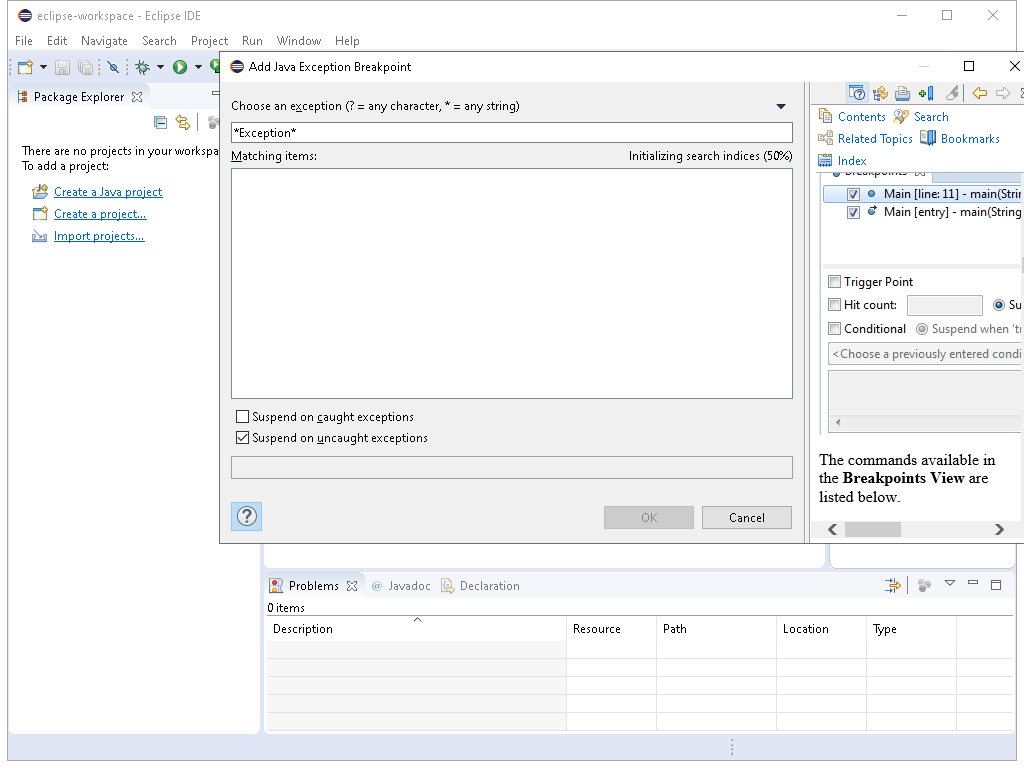 eclipse-workspace - Eclipse IDE
File Edit Navigate Search Project Run Window Help
Package Explorer
There are no projects in your workspa
To add a project:
Create a Java project
Create a project...
Import projects...
Add Java Exception Breakpoint
Choose an exception (? = any character, * = any string)
*Exception*
Matching items: Initializing search indices (50%)
Suspend on caught exceptions
Suspend on uncaught exceptions
?
OK Cancel
Contents Search
Related Topics Bookmarks
Index
Breakpoints
Main [line: 11] - main(Strin
Main [entry] - main(String
Trigger Point
Hit count: Su
Conditional Suspend when 'tr
<Choose a previously entered condi
The commands available in
the Breakpoints View are
listed below.
Problems @ Javadoc Declaration
0 items
Description Resource Path Location Type